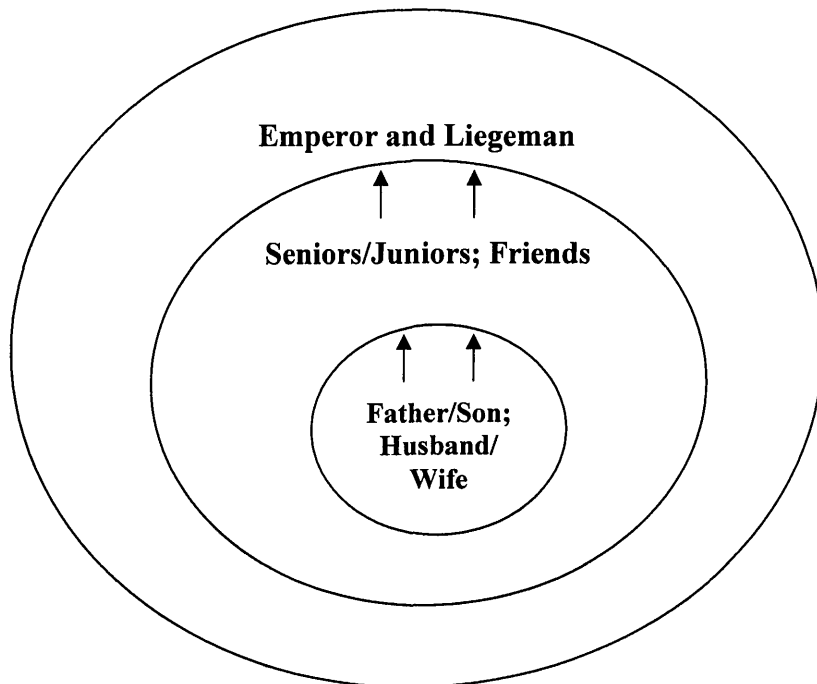 Emperor and Liegeman
Seniors/Juniors; Friends
Father/Son;
Husband/
Wife